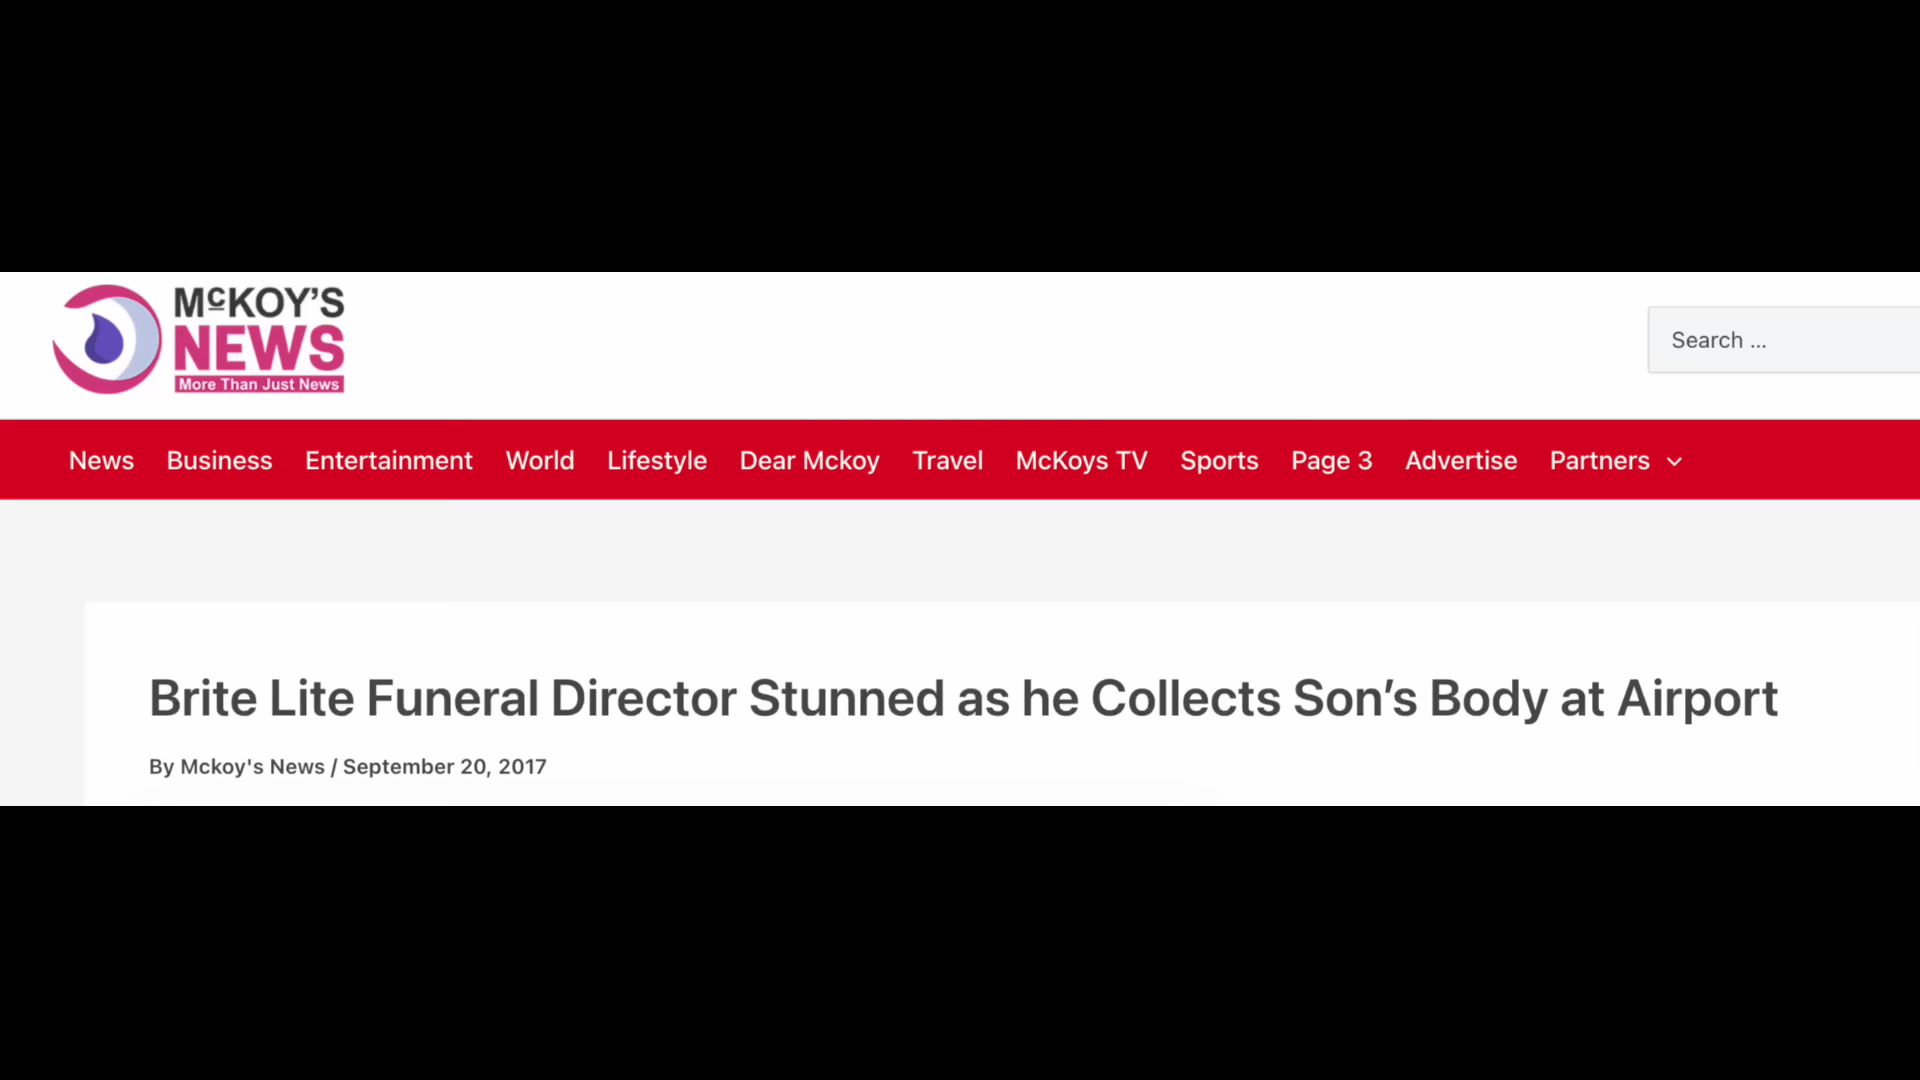 McKOY'S
NEWS
More Than Just News
Search ...
News Business Entertainment World Lifestyle Dear Mckoy Travel McKoys TV Sports Page 3 Advertise Partners
Brite Lite Funeral Director Stunned as he Collects Son’s Body at Airport
By Mckoy's News / September 20, 2017